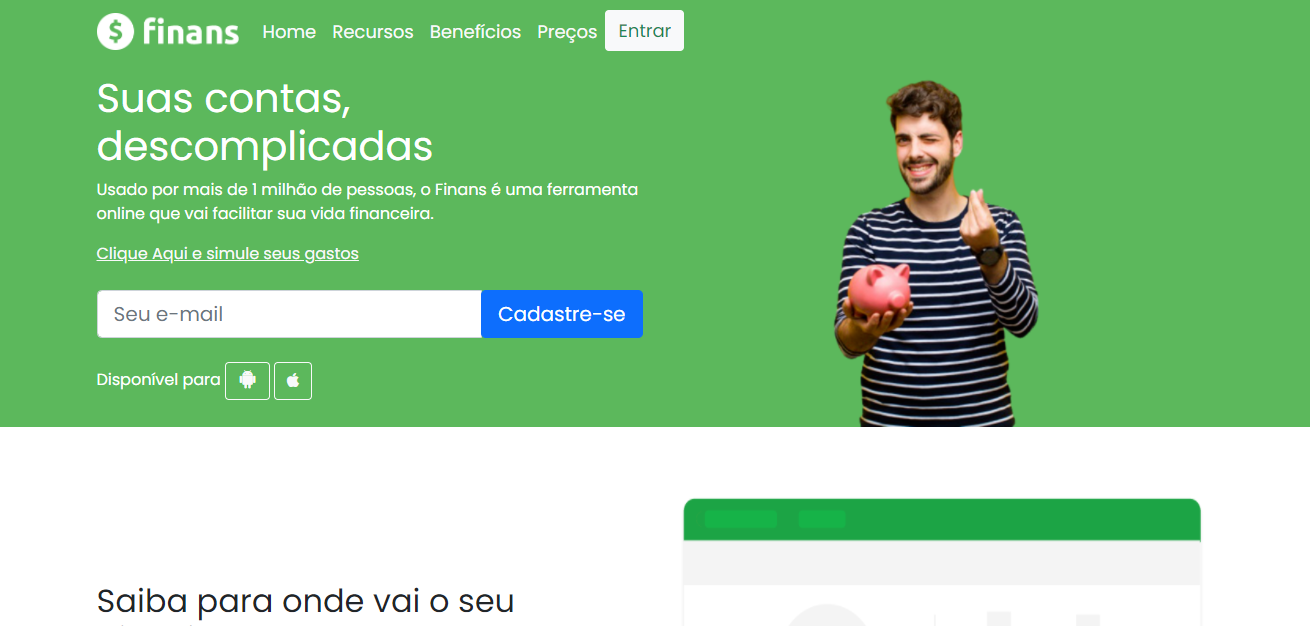 $ finans Home Recursos Benefícios Preços Entrar
Suas contas,
descomplicadas
Usado por mais de 1 milhão de pessoas, o Finans é uma ferramenta
online que vai facilitar sua vida financeira.
Clique Aqui e simule seus gastos
Seu e-mail Cadastre-se
Disponível para
Saiba para onde vai o seu